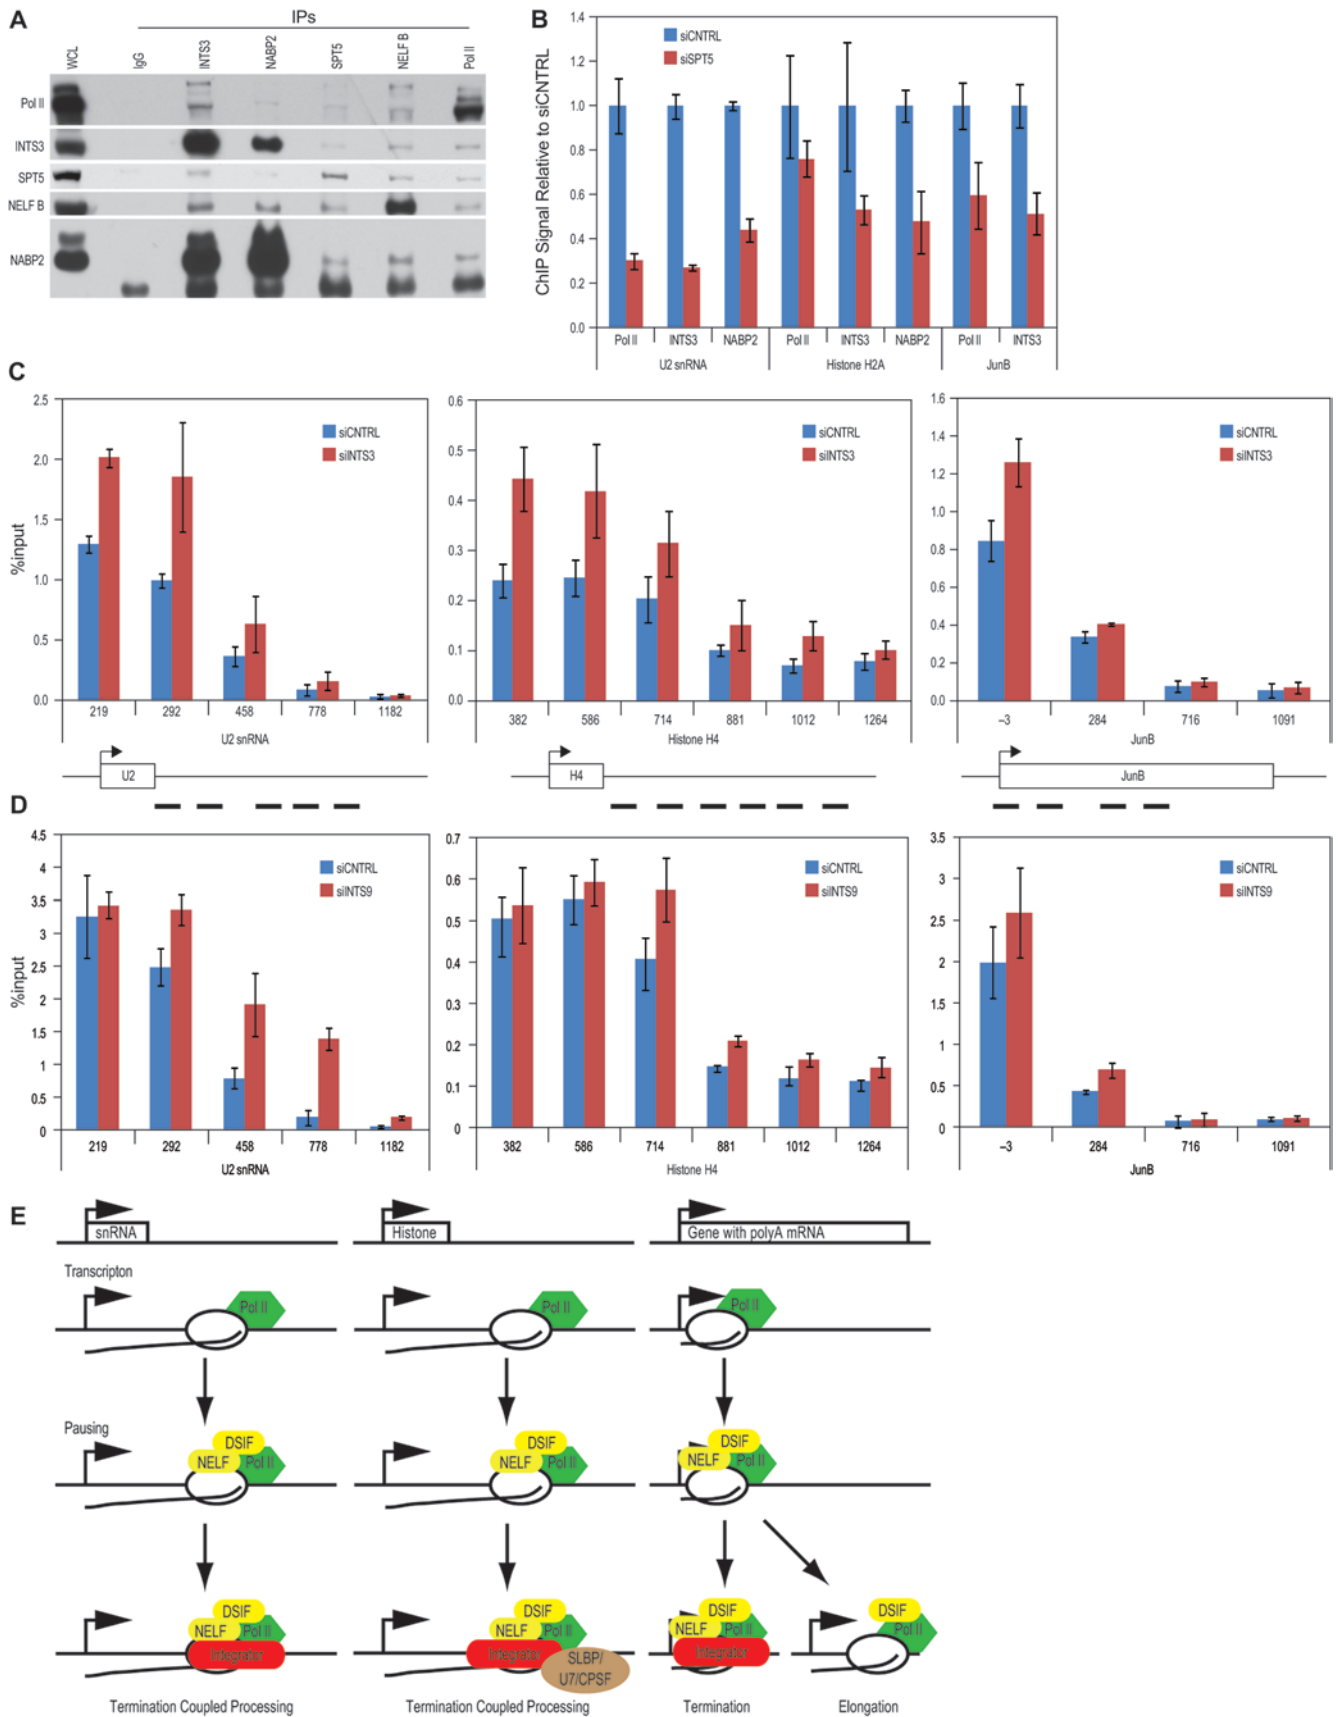 A
IPs
WCL
IgG
INTS3
NABP2
SPT5
NELF B
Pol II
Pol II
INTS3
SPT5
NELF B
NABP2
B
ChIP Signal Relative to siCNTRL
1.4
1.2
1.0
0.8
0.6
0.4
0.2
0.0
siCNTRL
siSPT5
Pol II INTS3 NABP2 Pol II INTS3 NABP2 Pol II INTS3
U2 snRNA Histone H2A JunB
C
%input
2.5
2.0
1.5
1.0
0.5
0.0
siCNTRL
siINTS3
219 292 458 778 1182
U2 snRNA
0.6
0.5
0.4
0.3
0.2
0.1
0.0
siCNTRL
siINTS3
382 586 714 881 1012 1264
Histone H4
1.6
1.4
1.2
1.0
0.8
0.6
0.4
0.2
0.0
siCNTRL
siINTS3
–3 284 716 1091
JunB
U2
H4
JunB
D
%input
4.5
4
3.5
3
2.5
2
1.5
1
0.5
0
siCNTRL
siINTS9
219 292 458 778 1182
U2 snRNA
0.7
0.6
0.5
0.4
0.3
0.2
0.1
0
siCNTRL
siINTS9
382 586 714 881 1012 1264
Histone H4
3.5
3
2.5
2
1.5
1
0.5
0
siCNTRL
siINTS9
–3 284 716 1091
JunB
E
snRNA
Histone
Gene with polyA mRNA
Transcripton
Pol II
Pol II
Pol II
Pausing
DSIF
NELF
Pol II
DSIF
NELF
Pol II
DSIF
NELF
Pol II
DSIF
NELF
Pol II
Integrator
DSIF
NELF
Pol II
Integrator
SLBP/
U7/CPSF
DSIF
NELF
Pol II
Integrator
DSIF
Pol II
Termination Coupled Processing
Termination Coupled Processing
Termination
Elongation